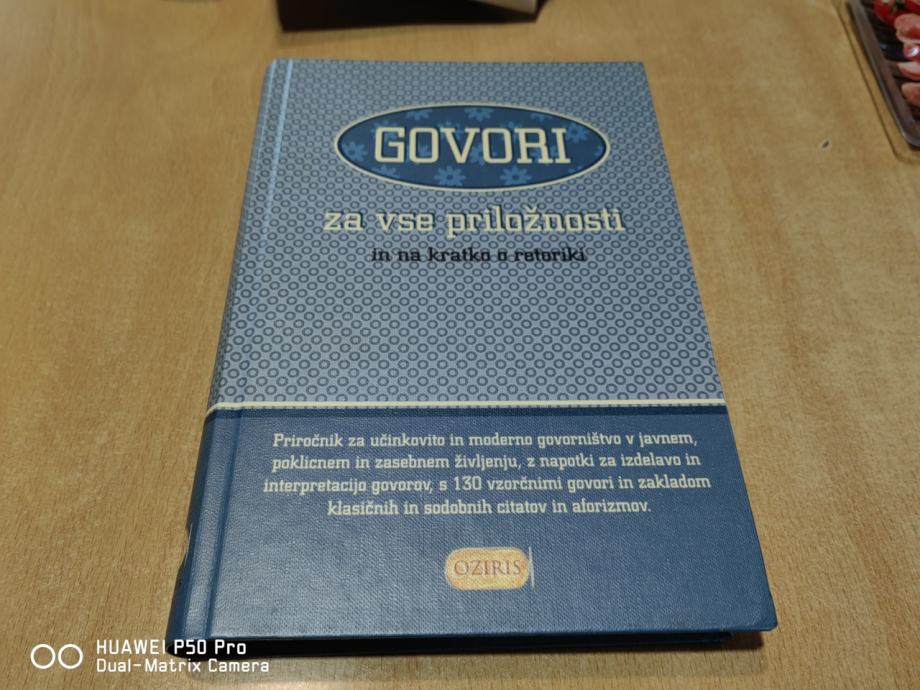 GOVORI
za vse priložnosti
in na kratko o retoriki
Priročnik za učinkovito in moderno govorništvo v javnem,
poklicnem in zasebnem življenju, z napotki za izdelavo in
interpretacijo govorov, s 130 vzorčnimi govori in zakladom
klasičnih in sodobnih citatov in aforizmov.
OZIRIS
HUAWEI P50 Pro
Dual-Matrix Camera